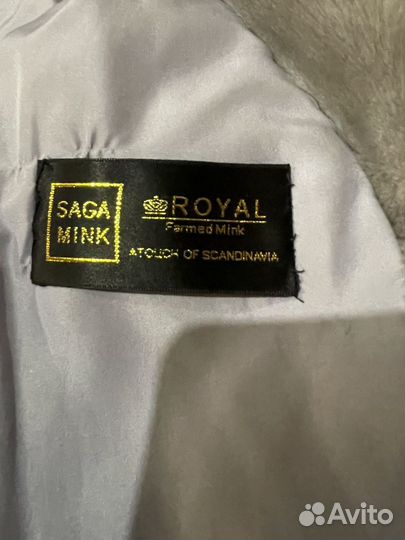 SAGA
MINK
ROYAL
Farmed Mink
A TOUCH OF SCANDINAVIA
Avito